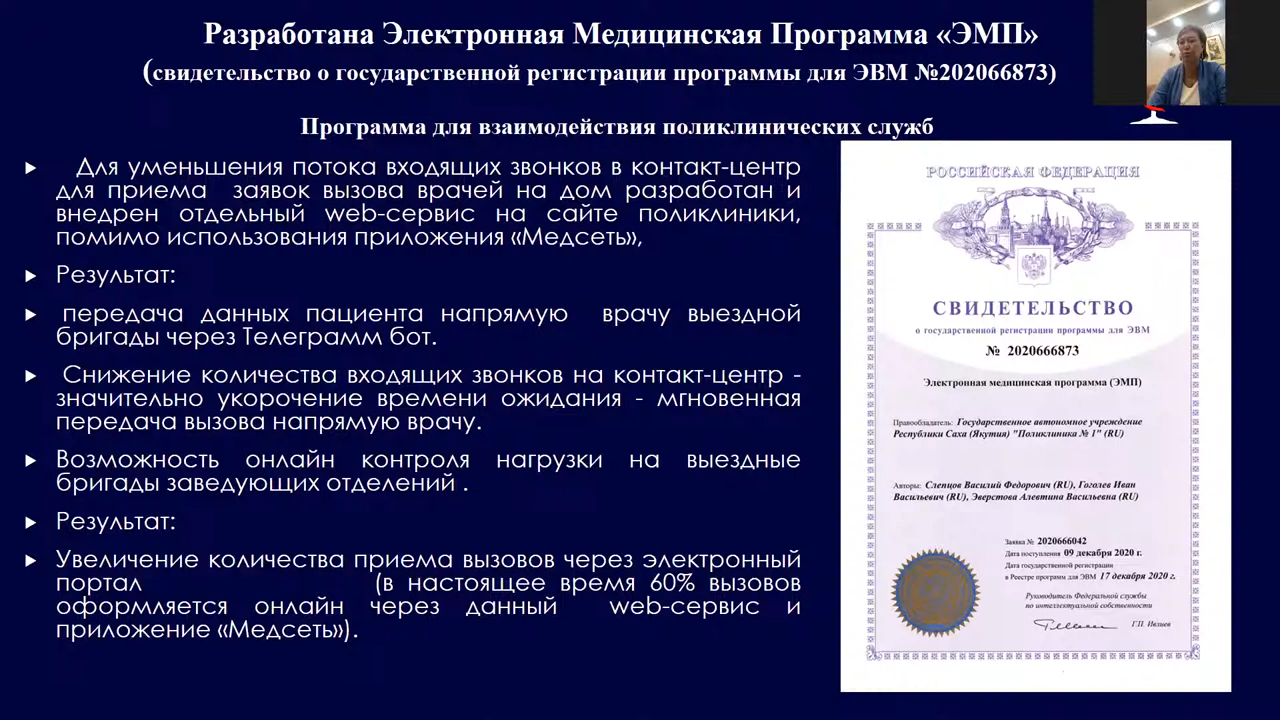 Разработана Электронная Медицинская Программа «ЭМП»
(свидетельство о государственной регистрации программы для ЭВМ №202066873)
Программа для взаимодействия поликлинических служб
Для уменьшения потока входящих звонков в контакт-центр
для приема заявок вызова врачей на дом разработан и
внедрен отдельный web-сервис на сайте поликлиники,
помимо использования приложения «Медсеть»,
Результат:
передача данных пациента напрямую врачу выездной
бригады через Телеграмм бот.
Снижение количества входящих звонков на контакт-центр -
значительно укорочение времени ожидания - мгновенная
передача вызова напрямую врачу.
Возможность онлайн контроля нагрузки на выездные
бригады заведующих отделений .
Результат:
Увеличение количества приема вызовов через электронный
портал (в настоящее время 60% вызовов
оформляется онлайн через данный web-сервис и
приложение «Медсеть»).
РОССИЙСКАЯ ФЕДЕРАЦИЯ
СВИДЕТЕЛЬСТВО
о государственной регистрации программы для ЭВМ
№ 2020666873
Электронная медицинская программа (ЭМП)
Правообладатель: Государственное автономное учреждение
Республики Саха (Якутия) "Поликлиника № 1" (RU)
Авторы: Слепцов Василий Федорович (RU), Гоголев Иван
Васильевич (RU), Эверстова Алевтина Васильевна (RU)
Заявка № 2020666042
Дата поступления 09 декабря 2020 г.
Дата государственной регистрации
в Реестре программ для ЭВМ 17 декабря 2020 г.
Руководитель Федеральной службы
по интеллектуальной собственности
Г.П. Ивлиев